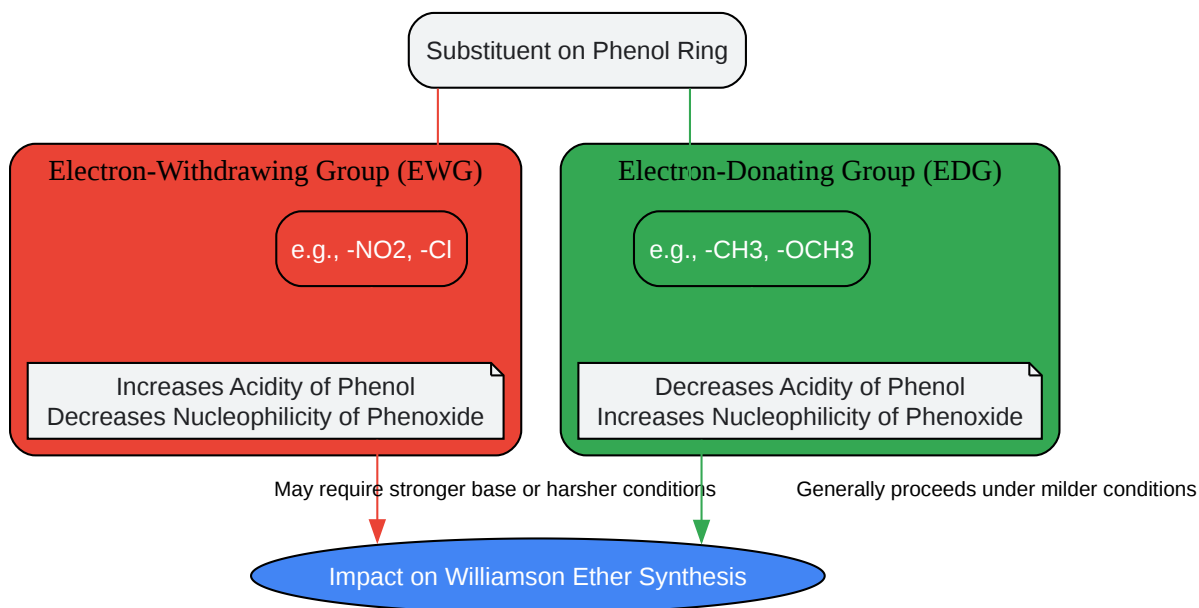 Substituent on Phenol Ring
Electron-Withdrawing Group (EWG)
Electron-Donating Group (EDG)
e.g., -NO2, -Cl
e.g., -CH3, -OCH3
Increases Acidity of Phenol
Decreases Nucleophilicity of Phenoxide
Decreases Acidity of Phenol
Increases Nucleophilicity of Phenoxide
May require stronger base or harsher conditions
Generally proceeds under milder conditions
Impact on Williamson Ether Synthesis